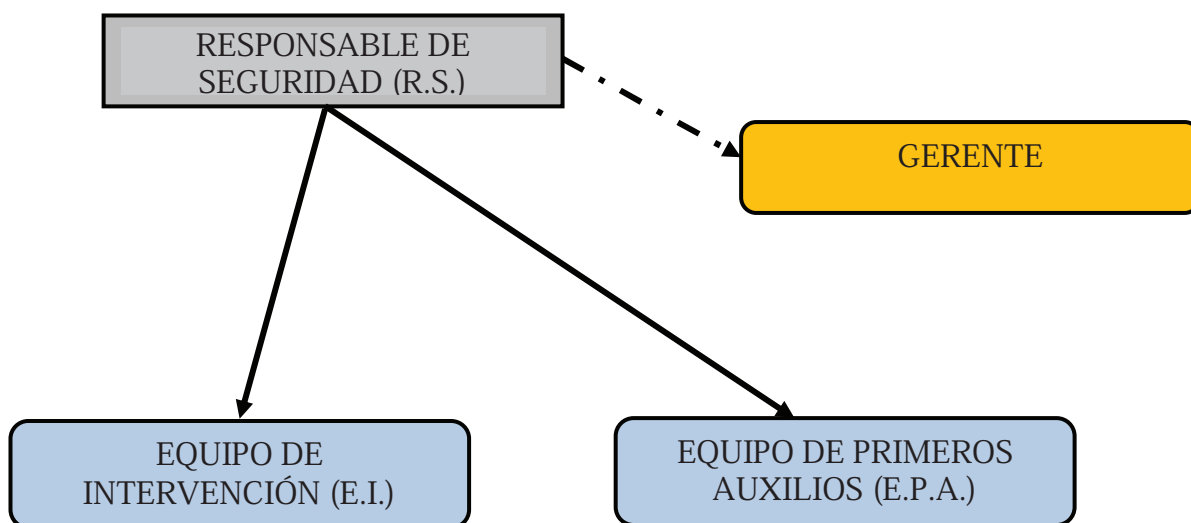 RESPONSABLE DE
SEGURIDAD (R.S.)
GERENTE
EQUIPO DE
INTERVENCIÓN (E.I.)
EQUIPO DE PRIMEROS
AUXILIOS (E.P.A.)